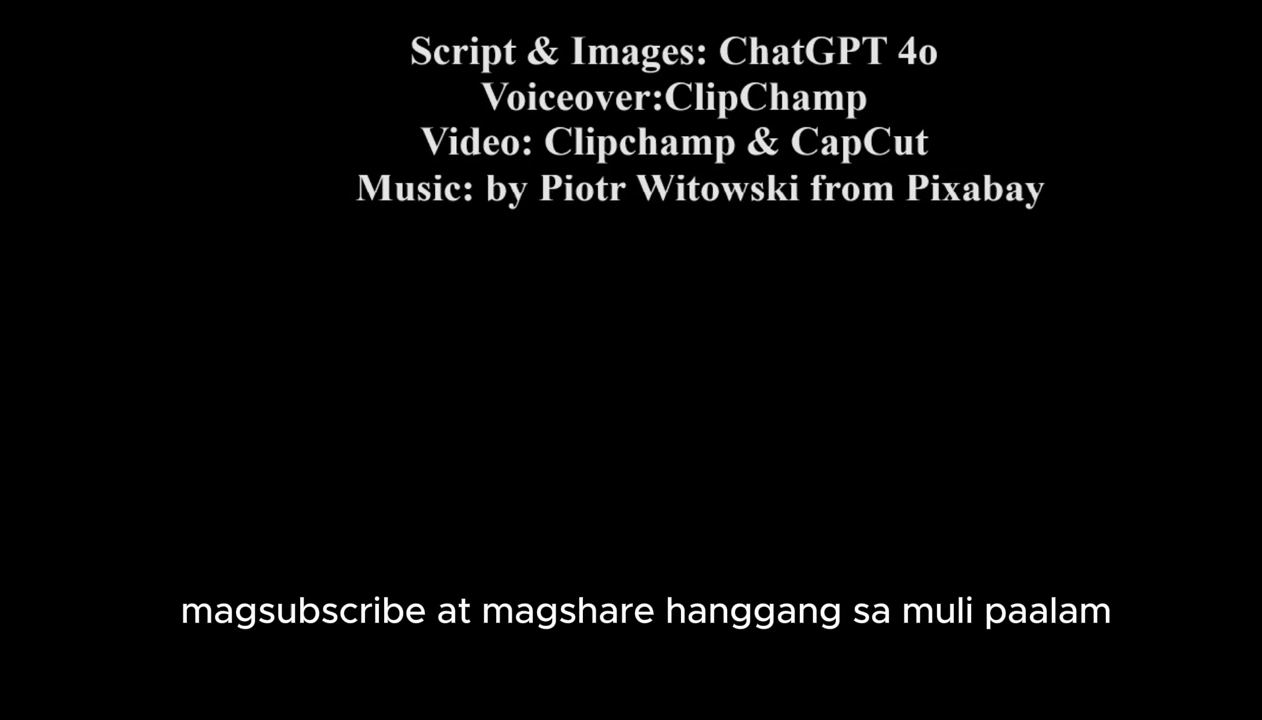 Script & Images: ChatGPT 4o
Voiceover:ClipChamp
Video: Clipchamp & CapCut
Music: by Piotr Witowski from Pixabay
magsubscribe at magshare hanggang sa muli paalam